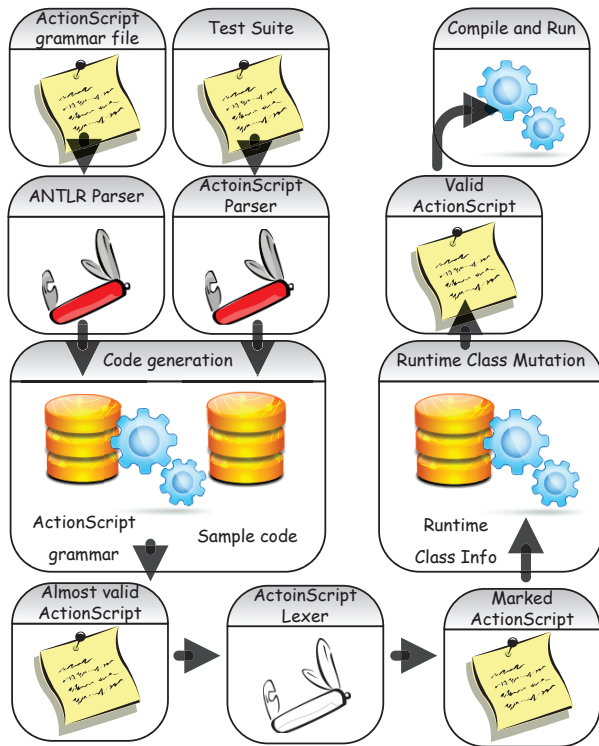 ActionScript
grammar file
Test Suite
Compile and Run
ANTLR Parser
ActoinScript
Parser
Valid
ActionScript
Code generation
Runtime Class Mutation
ActionScript
grammar
Sample code
Runtime
Class Info
Almost valid
ActionScript
ActoinScript
Lexer
Marked
ActionScript